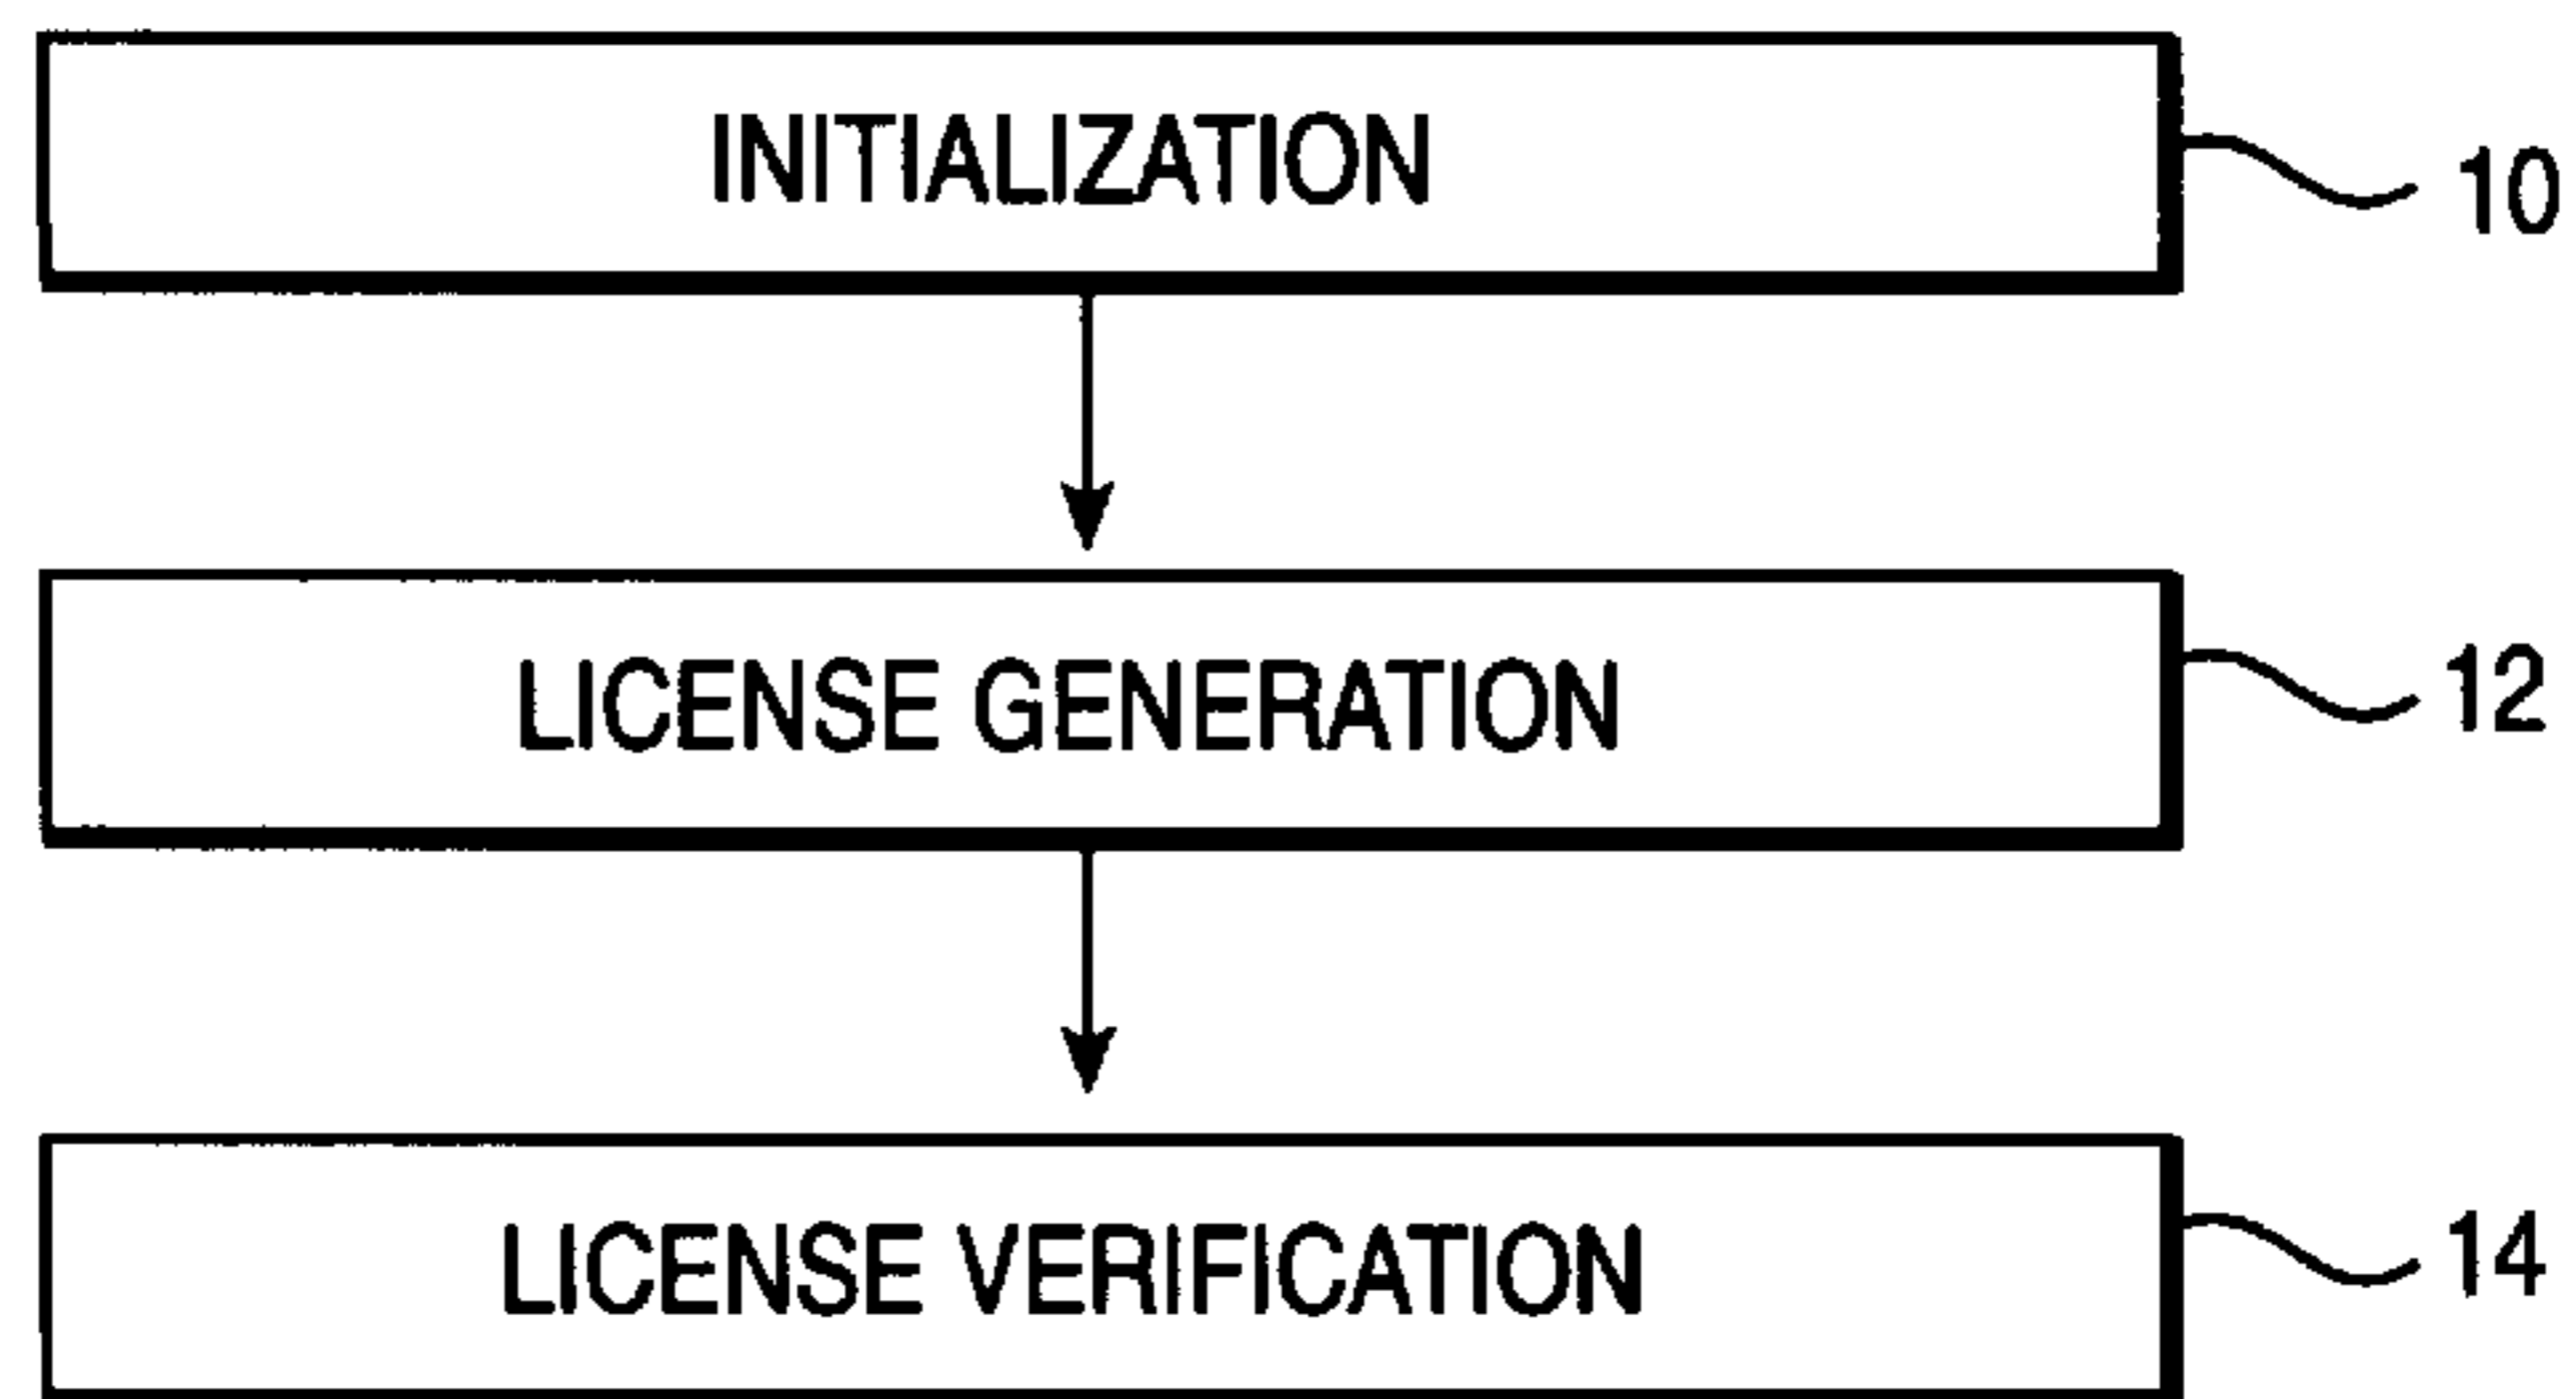 INITIALIZATION
10
LICENSE GENERATION
12
LICENSE VERIFICATION
14